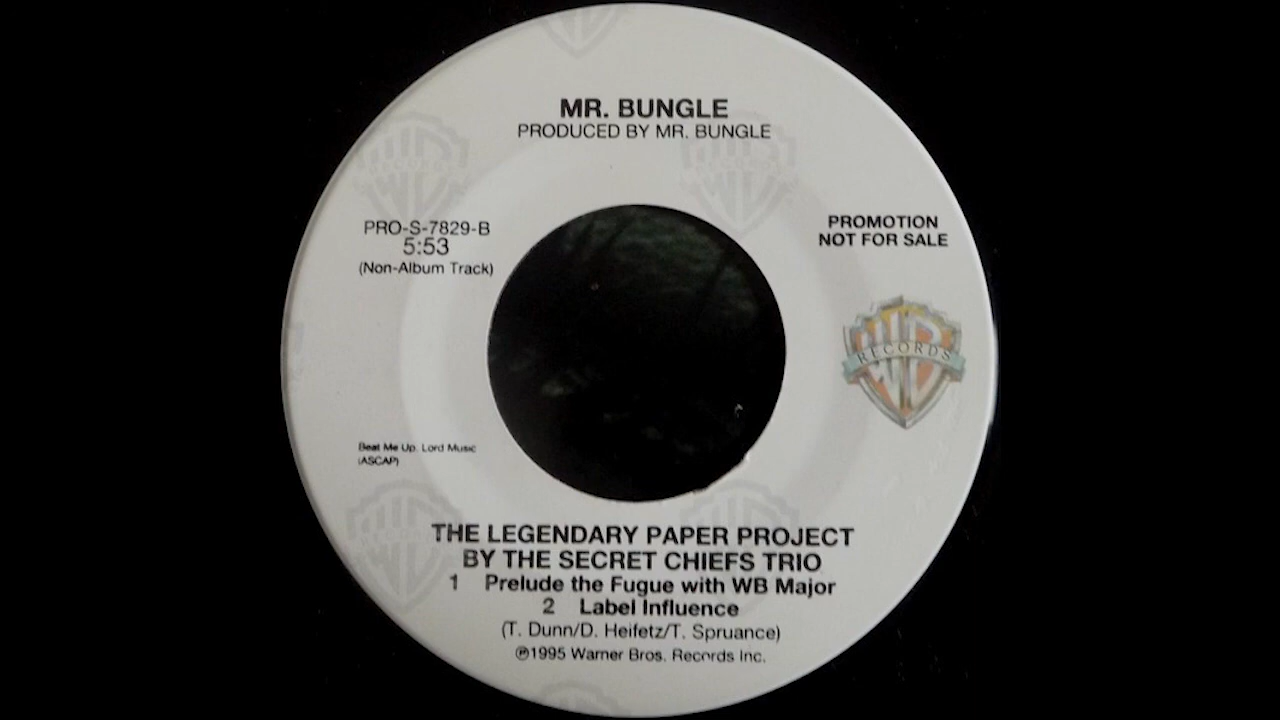 MR. BUNGLE
PRODUCED BY MR. BUNGLE
PRO-S-7829-B
5:53
(Non-Album Track)
PROMOTION
NOT FOR SALE
RECORDS
Beat Me Up, Lord Music
(ASCAP)
THE LEGENDARY PAPER PROJECT
BY THE SECRET CHIEFS TRIO
1 Prelude the Fugue with WB Major
2 Label Influence
(T. Dunn/D. Heifetz/T. Spruance)
℗1995 Warner Bros. Records Inc.